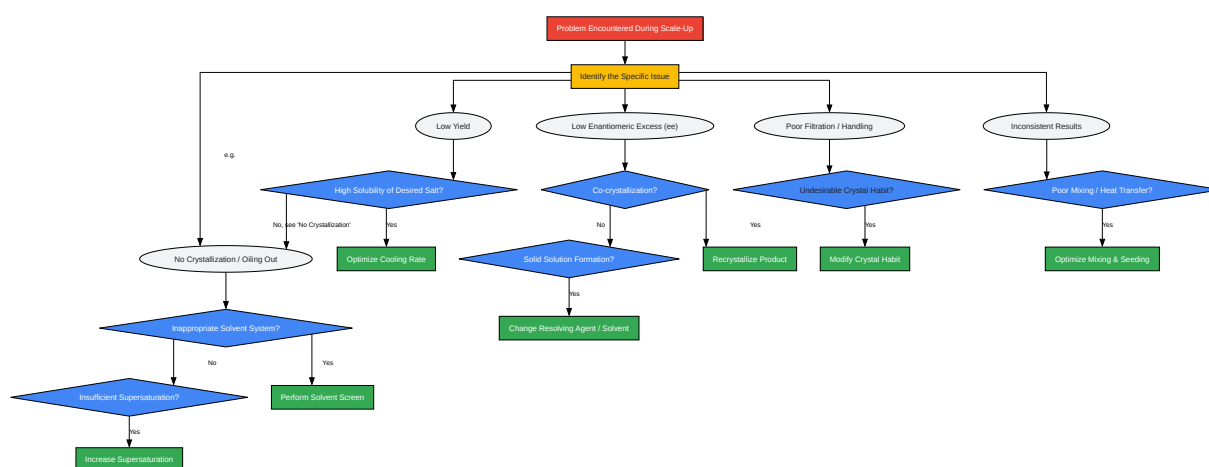 Problem Encountered During Scale-Up
Identify the Specific Issue
Low Yield
Low Enantiomeric Excess (ee)
Poor Filtration / Handling
Inconsistent Results
e.g.
High Solubility of Desired Salt?
Co-crystallization?
Undesirable Crystal Habit?
Poor Mixing / Heat Transfer?
No, see 'No Crystallization'
Yes
No
Yes
Yes
Yes
No Crystallization / Oiling Out
Optimize Cooling Rate
Solid Solution Formation?
Recrystallize Product
Modify Crystal Habit
Optimize Mixing & Seeding
Yes
Inappropriate Solvent System?
Change Resolving Agent / Solvent
No
Yes
Insufficient Supersaturation?
Perform Solvent Screen
Yes
Increase Supersaturation